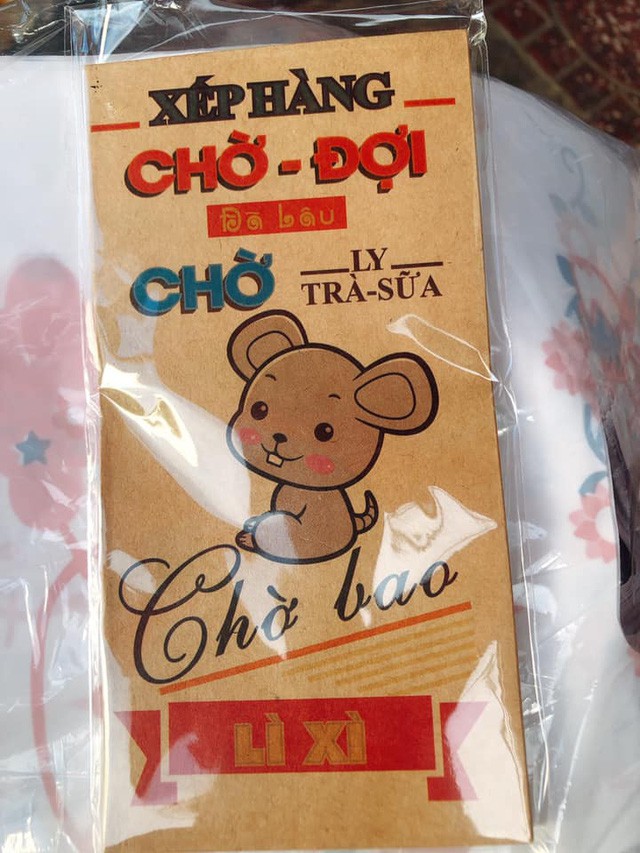 XẾP HÀNG
CHỜ - ĐỢI
Đã lâu
CHỜ
LY
TRÀ-SỮA
Chờ bao
LÌ XÌ